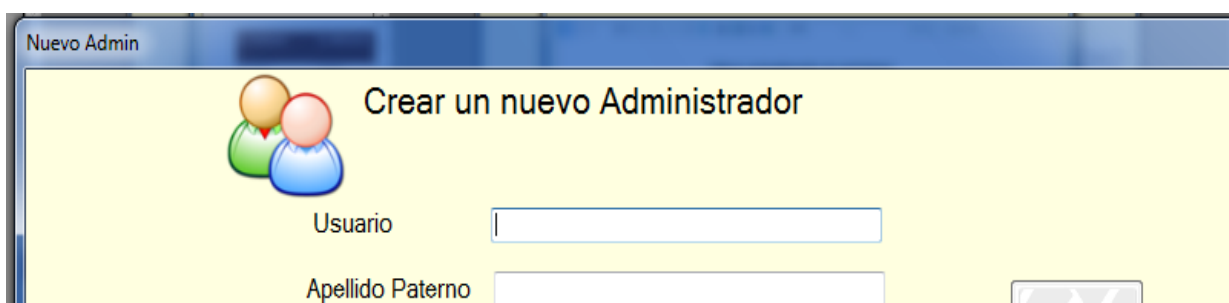 Nuevo Admin
Crear un nuevo Administrador
Usuario
Apellido Paterno